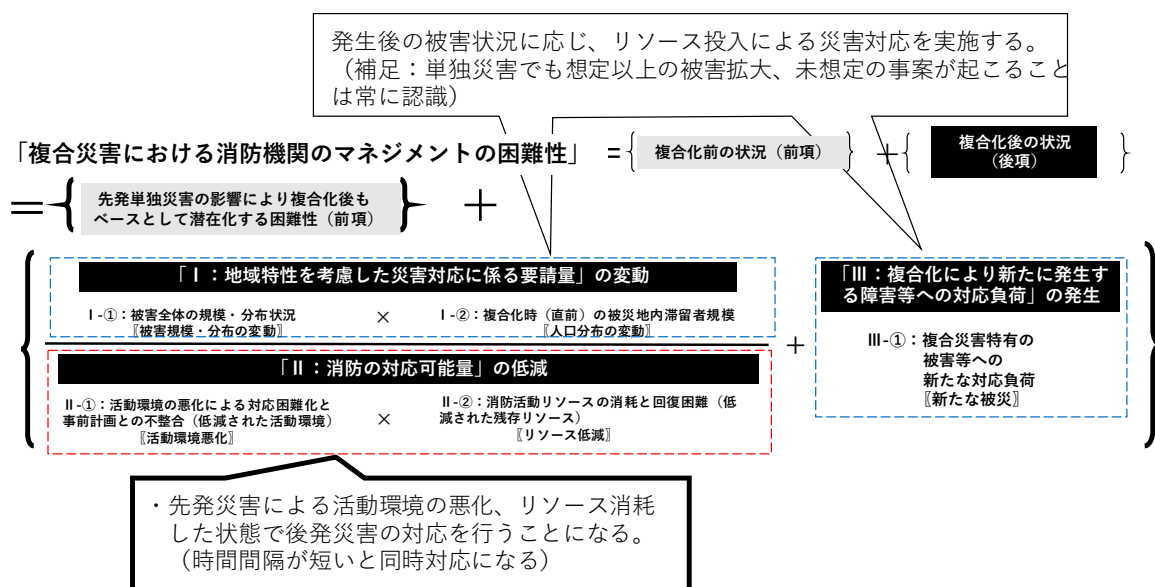 発生後の被害状況に応じ、リソース投入による災害対応を実施する。
（補足：単独災害でも想定以上の被害拡大、未想定の事案が起こること
は常に認識）
「複合災害における消防機関のマネジメントの困難性」 = { 複合化前の状況（前項） } + { 複合化後の状況
（後項） }
= { 先発単独災害の影響により複合化後も
ベースとして潜在化する困難性（前項） } +
「Ⅰ：地域特性を考慮した災害対応に係る要請量」の変動
Ⅰ-①：被害全体の規模・分布状況
〚被害規模・分布の変動〛
×
Ⅰ-②：複合化時（直前）の被災地内滞留者規模
〚人口分布の変動〛
「Ⅱ：消防の対応可能量」の低減
Ⅱ-①：活動環境の悪化による対応困難化と
事前計画との不整合（低減された活動環境）
〚活動環境悪化〛
×
Ⅱ-②：消防活動リソースの消耗と回復困難（低
減された残存リソース）
〚リソース低減〛
+
「Ⅲ：複合化により新たに発生す
る障害等への対応負荷」の発生
Ⅲ-①：複合災害特有の
被害等への
新たな対応負荷
〚新たな被災〛
・先発災害による活動環境の悪化、リソース消耗
した状態で後発災害の対応を行うことになる。
（時間間隔が短いと同時対応になる）